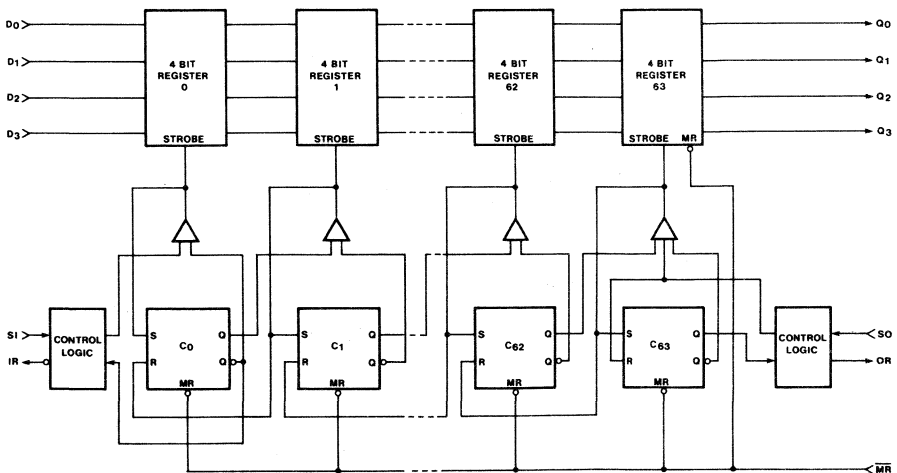 D0
D1
D2
D3
4 BIT
REGISTER
0
STROBE
4 BIT
REGISTER
1
STROBE
4 BIT
REGISTER
62
STROBE
4 BIT
REGISTER
63
STROBE MR
Q0
Q1
Q2
Q3
SI
IR
CONTROL
LOGIC
S Q
C0
R Q
MR
S Q
C1
R Q
MR
S Q
C62
R Q
MR
S Q
C63
R Q
MR
CONTROL
LOGIC
SO
OR
M̅R̅